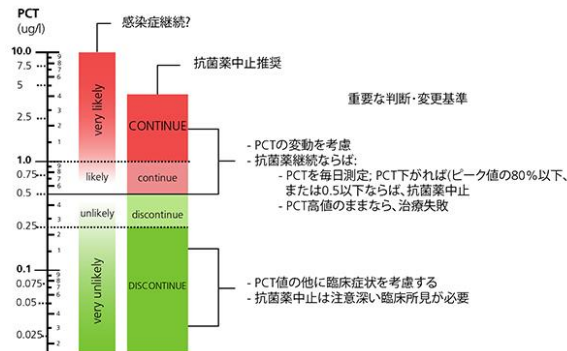 PCT
(ug/l)
感染症継続?
抗菌薬中止推奨
重要な判断・変更基準
10.0
7.5
5
2.5
1.0
0.75
0.5
0.25
0.1
0.075
0.05
0.025
very likely
likely
unlikely
very unlikely
CONTINUE
continue
discontinue
DISCONTINUE
- PCTの変動を考慮
- 抗菌薬継続ならば:
- PCTを毎日測定; PCT下がれば(ピーク値の80%以下、
または0.5以下ならば、抗菌薬中止
- PCT高値のままなら、治療失敗
- PCT値の他に臨床症状を考慮する
- 抗菌薬中止は注意深い臨床所見が必要